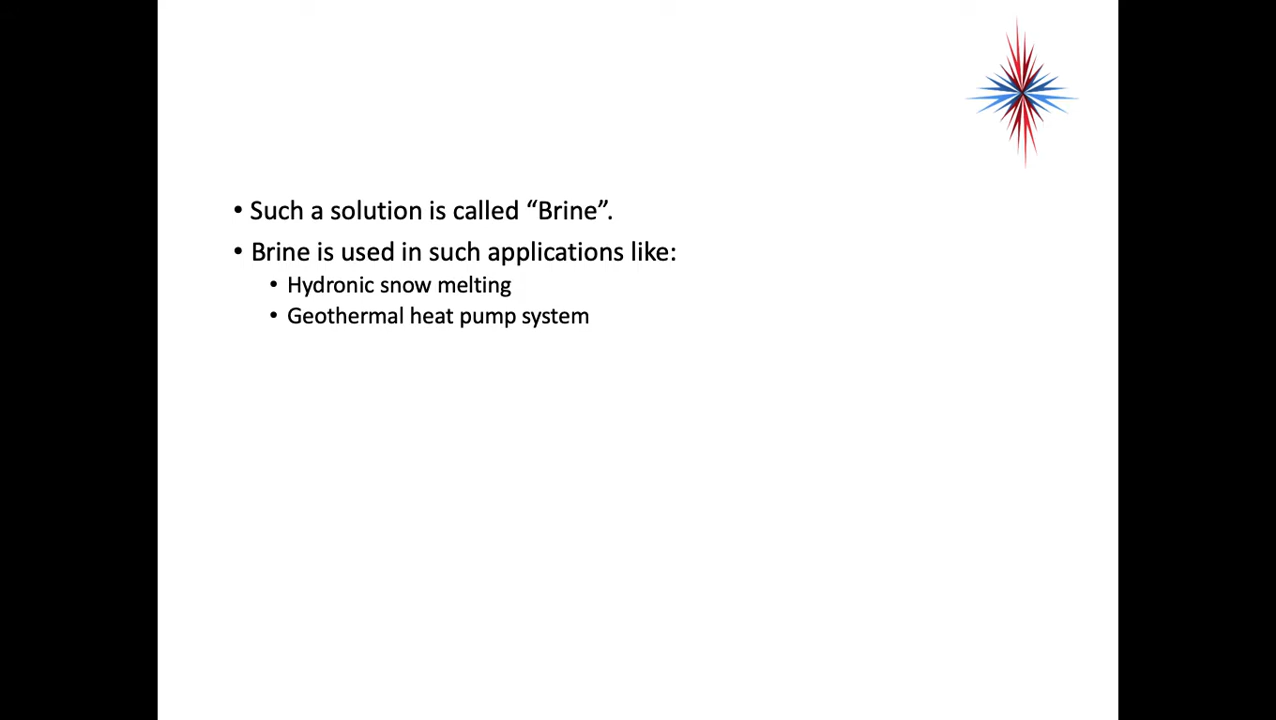 • Such a solution is called “Brine”.
• Brine is used in such applications like:
• Hydronic snow melting
• Geothermal heat pump system